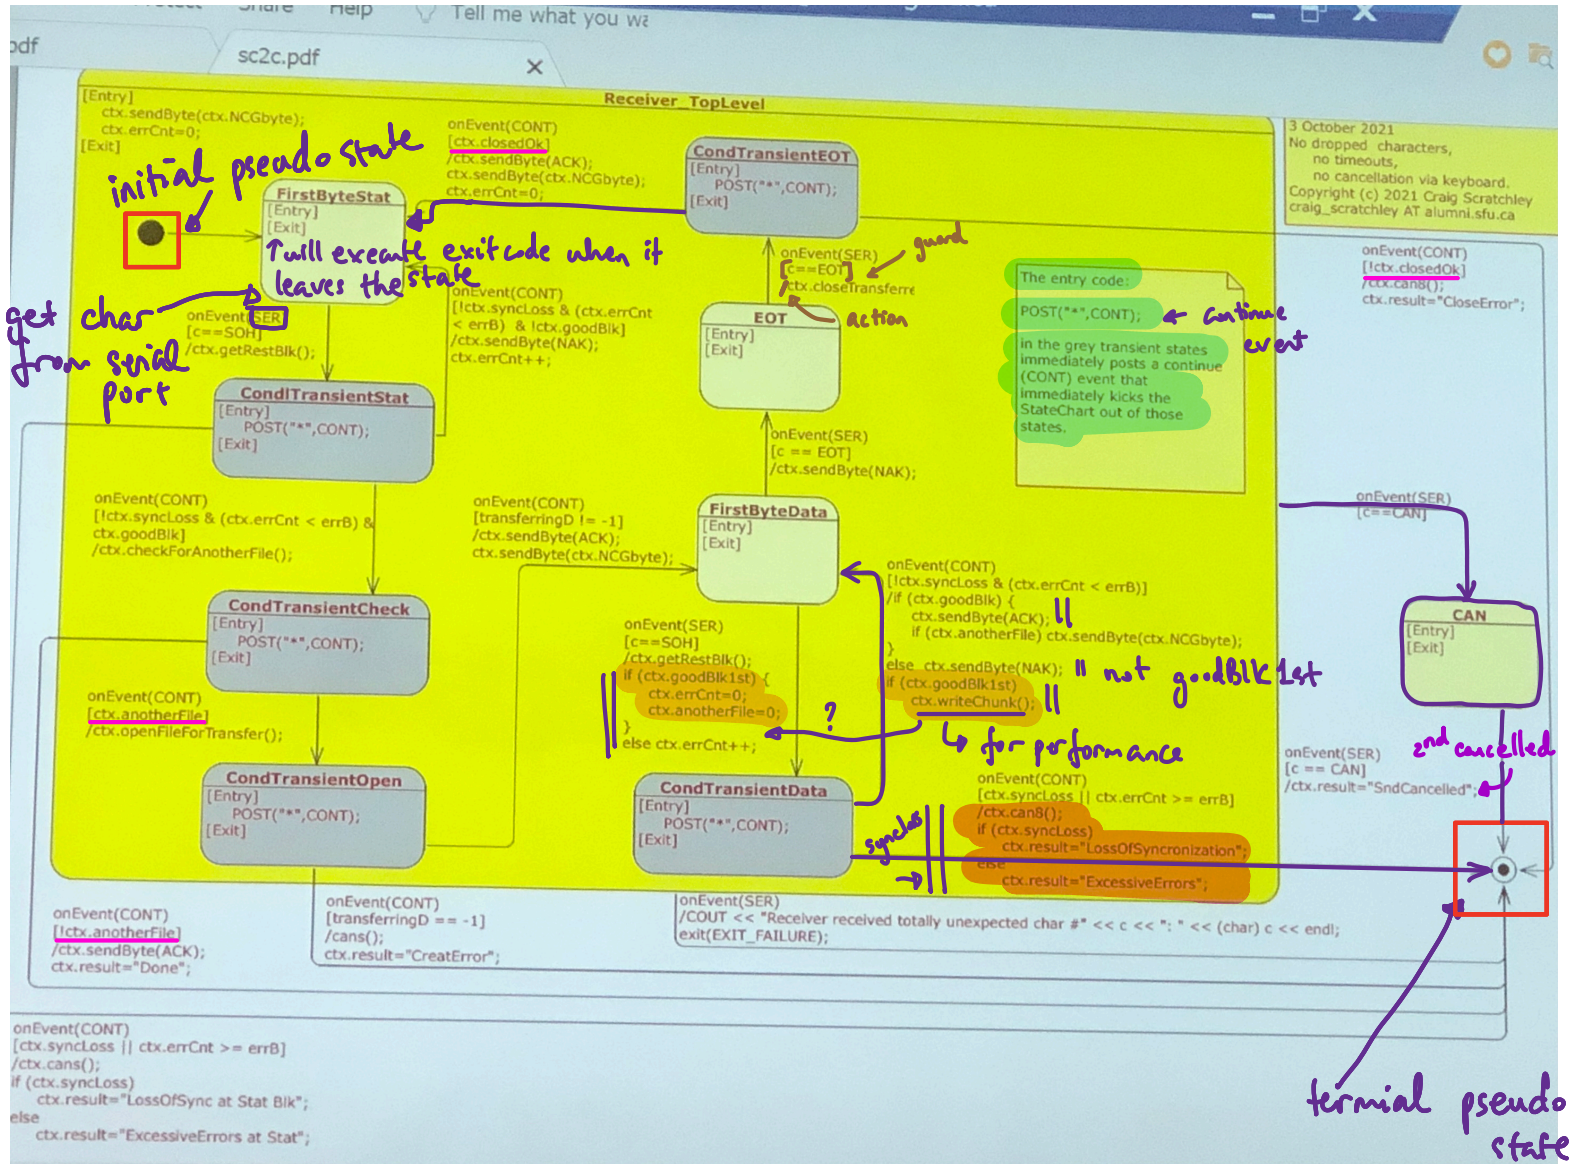 Share
Help
Tell me what you wa
pdf
sc2c.pdf
Receiver_TopLevel
[Entry]
ctx.sendByte(ctx.NCGbyte);
ctx.errCnt=0;
[Exit]
initial pseudo state
onEvent(CONT)
[ctx.closedOk]
/ctx.sendByte(ACK);
ctx.sendByte(ctx.NCGbyte);
ctx.errCnt=0;
CondTransientEOT
[Entry]
POST("*",CONT);
[Exit]
3 October 2021
No dropped characters,
no timeouts,
no cancellation via keyboard.
Copyright (c) 2021 Craig Scratchley
craig_scratchley AT alumni.sfu.ca
FirstByteStat
[Entry]
[Exit]
will execute exit code when it
leaves the state
onEvent(SER)
[c==EOT]
/ctx.closeTransferre
guard
action
onEvent(CONT)
[!ctx.closedOk]
/ctx.can8();
ctx.result="CloseError";
The entry code:
POST("*",CONT);
in the grey transient states
immediately posts a continue
(CONT) event that
immediately kicks the
StateChart out of those
states.
continue
event
get char
from serial
port
onEvent(SER)
[c==SOH]
/ctx.getRestBlk();
onEvent(CONT)
[!ctx.syncLoss & (ctx.errCnt
< errB) & !ctx.goodBlk]
/ctx.sendByte(NAK);
ctx.errCnt++;
EOT
[Entry]
[Exit]
CondlTransientStat
[Entry]
POST("*",CONT);
[Exit]
onEvent(SER)
[c == EOT]
/ctx.sendByte(NAK);
onEvent(CONT)
[!ctx.syncLoss & (ctx.errCnt < errB) &
ctx.goodBlk]
/ctx.checkForAnotherFile();
onEvent(CONT)
[transferringD != -1]
/ctx.sendByte(ACK);
ctx.sendByte(ctx.NCGbyte);
FirstByteData
[Entry]
[Exit]
onEvent(SER)
[c==CAN]
CAN
[Entry]
[Exit]
onEvent(CONT)
[!ctx.syncLoss & (ctx.errCnt < errB)]
/if (ctx.goodBlk) {
ctx.sendByte(ACK);
if (ctx.anotherFile) ctx.sendByte(ctx.NCGbyte);
}
else ctx.sendByte(NAK);
if (ctx.goodBlk1st)
ctx.writeChunk();
not goodBlk1st
for performance
CondTransientCheck
[Entry]
POST("*",CONT);
[Exit]
onEvent(SER)
[c==SOH]
/ctx.getRestBlk();
if (ctx.goodBlk1st) {
ctx.errCnt=0;
ctx.anotherFile=0;
}
else ctx.errCnt++;
?
onEvent(CONT)
[ctx.anotherFile]
/ctx.openFileForTransfer();
2nd cancelled
onEvent(SER)
[c == CAN]
/ctx.result="SndCancelled";
CondTransientOpen
[Entry]
POST("*",CONT);
[Exit]
CondTransientData
[Entry]
POST("*",CONT);
[Exit]
syncloss
onEvent(CONT)
[ctx.syncLoss || ctx.errCnt >= errB]
/ctx.can8();
if (ctx.syncLoss)
ctx.result="LossOfSyncronization";
else
ctx.result="ExcessiveErrors";
onEvent(CONT)
[!ctx.anotherFile]
/ctx.sendByte(ACK);
ctx.result="Done";
onEvent(CONT)
[transferringD == -1]
/cans();
ctx.result="CreatError";
onEvent(SER)
/COUT << "Receiver received totally unexpected char #" << c << ": " << (char) c << endl;
exit(EXIT_FAILURE);
onEvent(CONT)
[ctx.syncLoss || ctx.errCnt >= errB]
/ctx.cans();
if (ctx.syncLoss)
ctx.result="LossOfSync at Stat Blk";
else
ctx.result="ExcessiveErrors at Stat";
termial pseudo
state